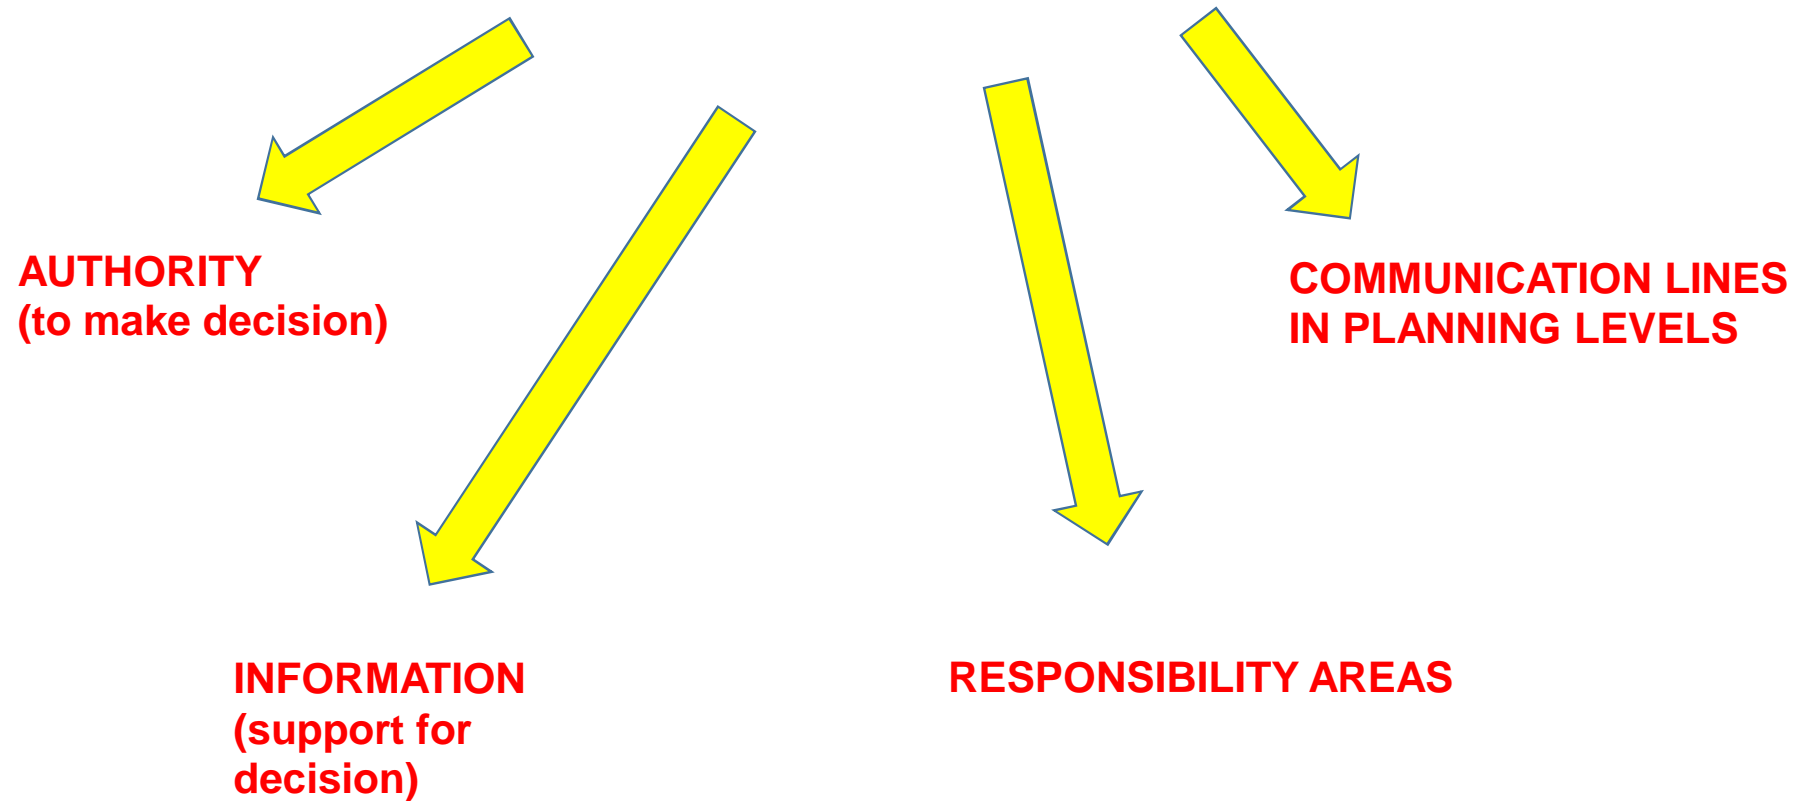 AUTHORITY
(to make decision)
COMMUNICATION LINES
IN PLANNING LEVELS
INFORMATION
(support for
decision)
RESPONSIBILITY AREAS